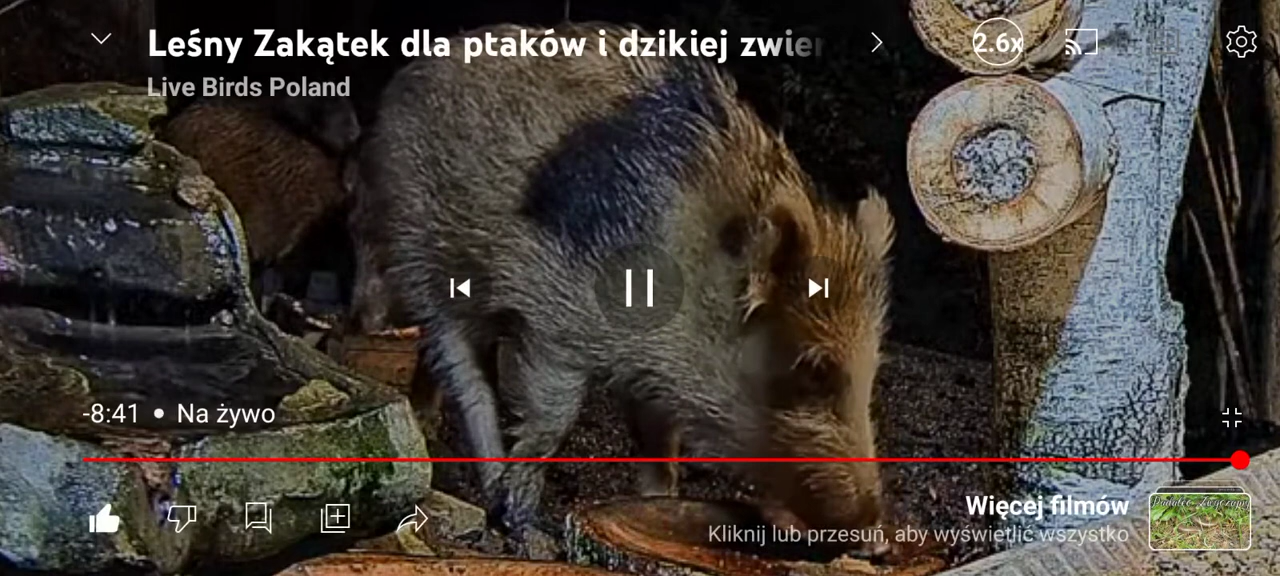 Leśny Zakątek dla ptaków i dzikiej zwier
2.6x
Live Birds Poland
-8:41 • Na żywo
Więcej filmów
Kliknij lub przesuń, aby wyświetlić wszystko